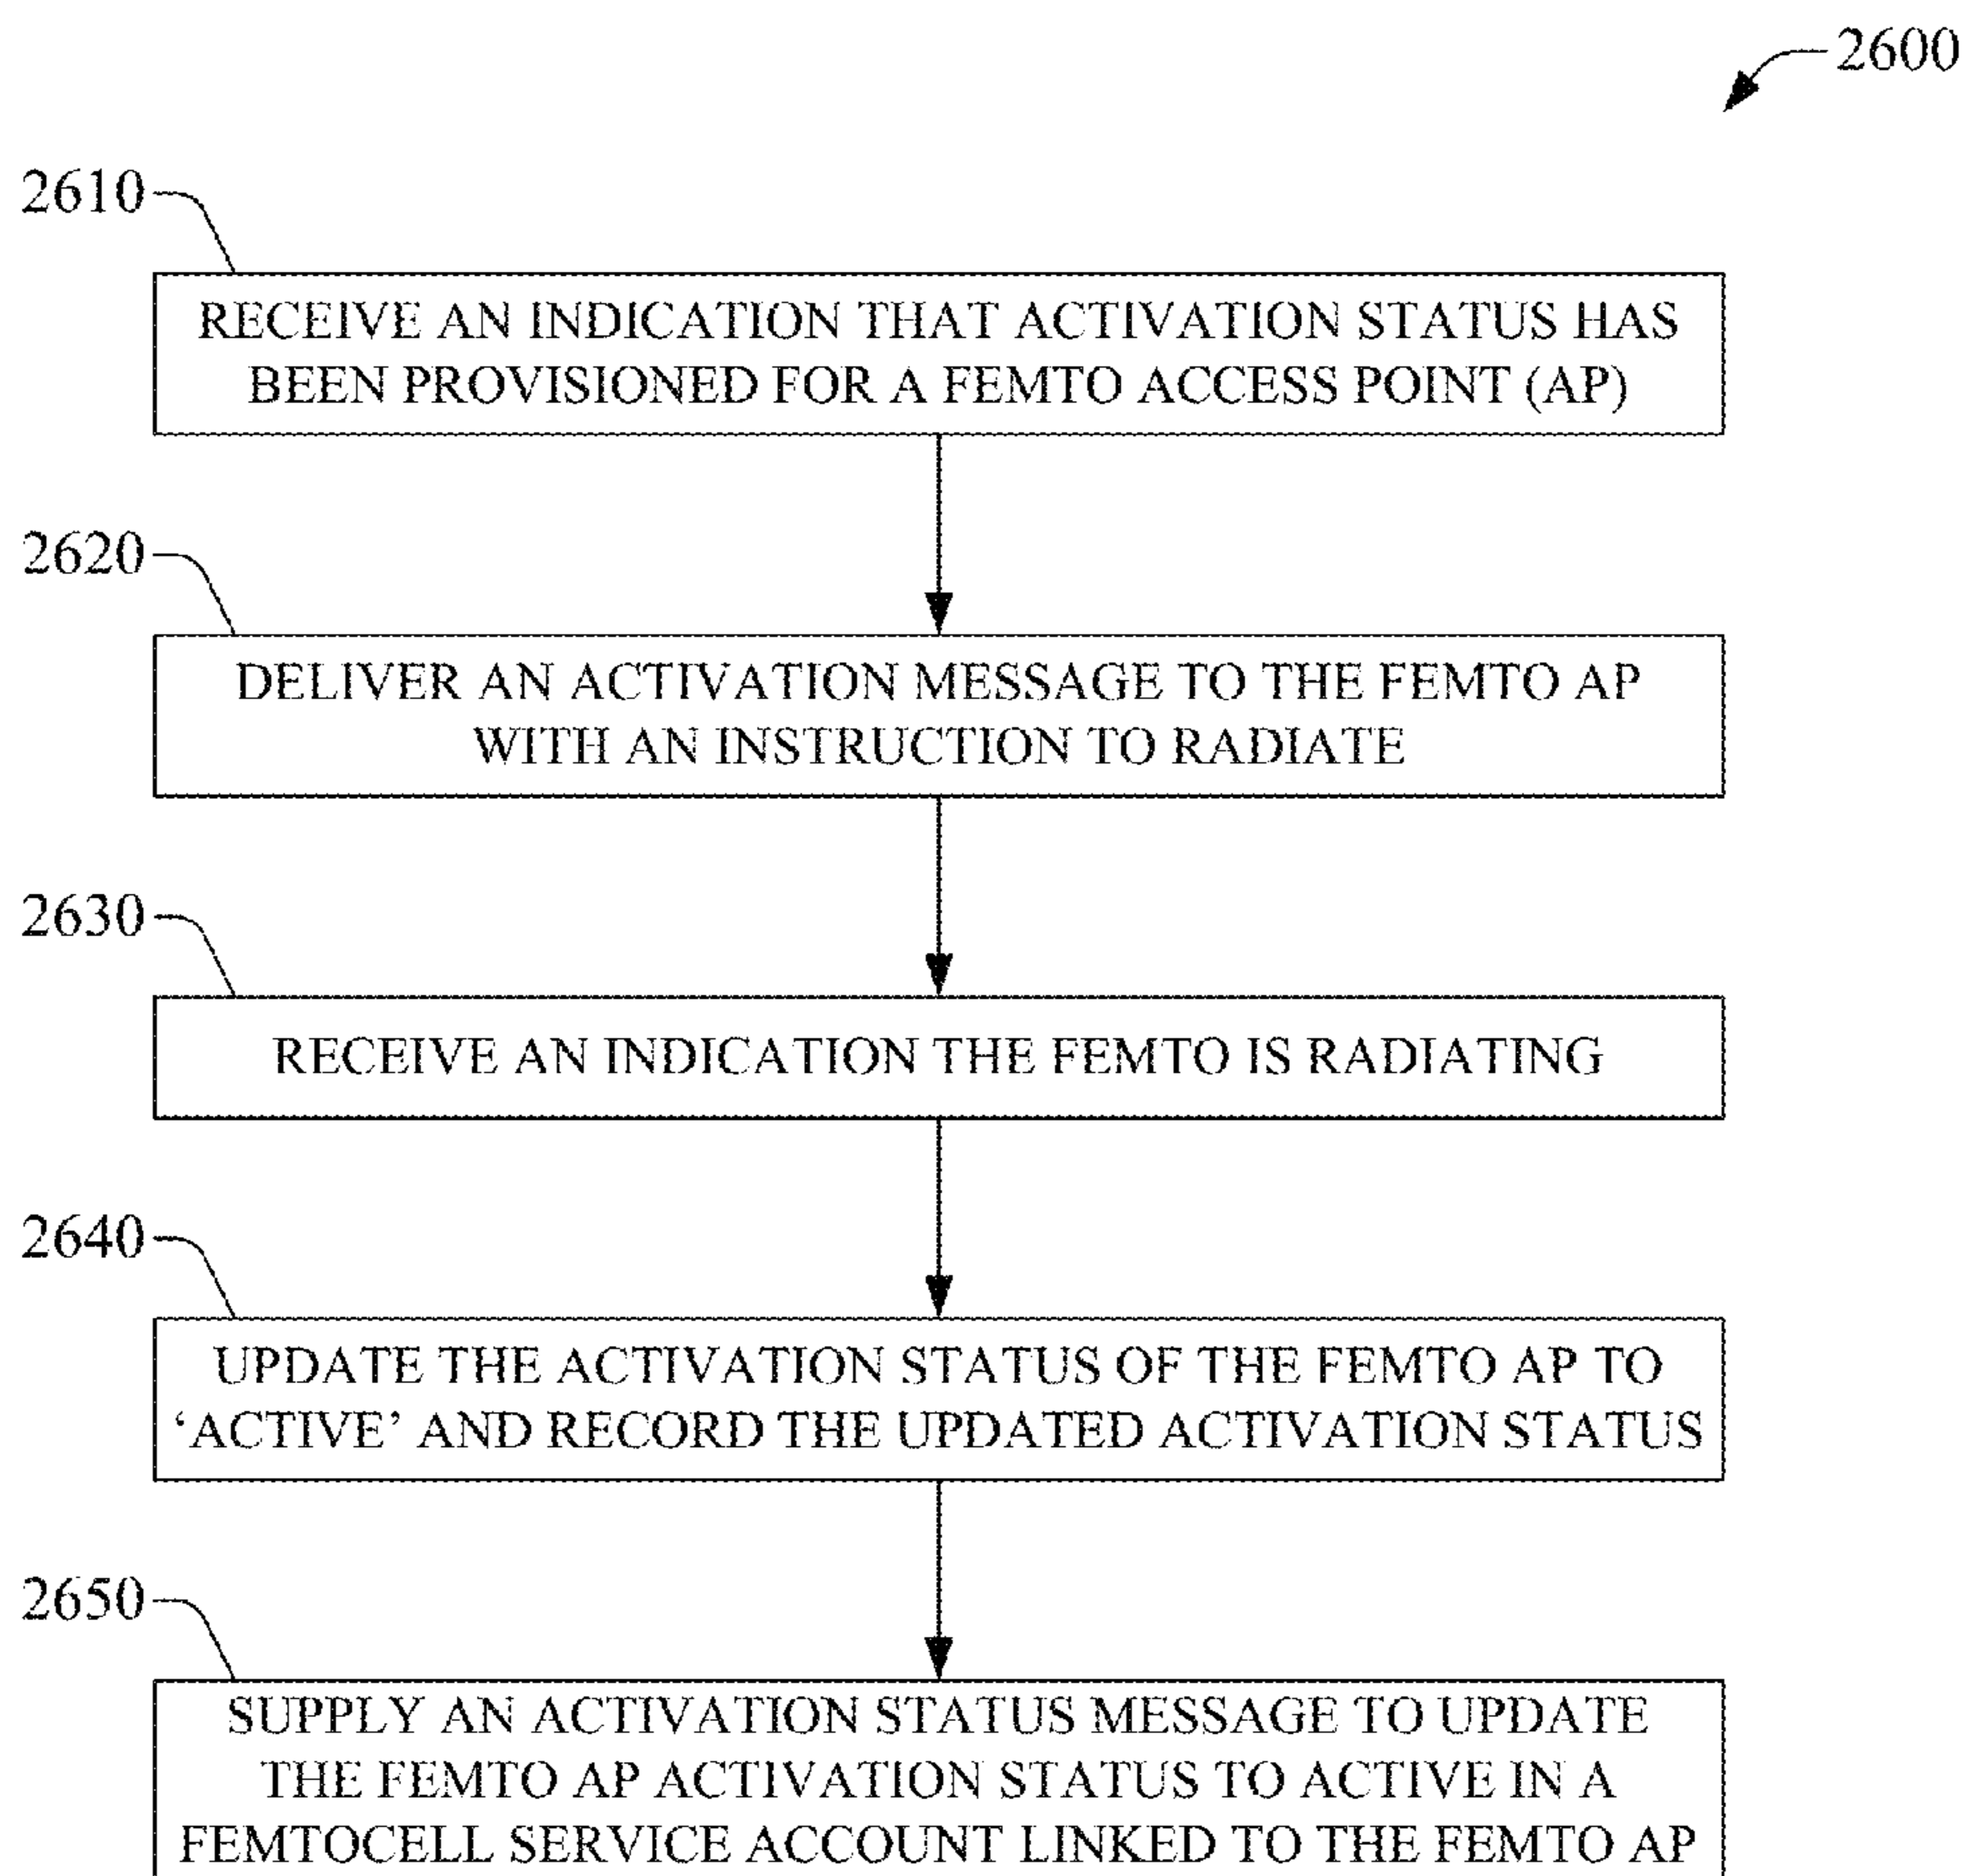 2600
2610
RECEIVE AN INDICATION THAT ACTIVATION STATUS HAS
BEEN PROVISIONED FOR A FEMTO ACCESS POINT (AP)
2620
DELIVER AN ACTIVATION MESSAGE TO THE FEMTO AP
WITH AN INSTRUCTION TO RADIATE
2630
RECEIVE AN INDICATION THE FEMTO IS RADIATING
2640
UPDATE THE ACTIVATION STATUS OF THE FEMTO AP TO
‘ACTIVE’ AND RECORD THE UPDATED ACTIVATION STATUS
2650
SUPPLY AN ACTIVATION STATUS MESSAGE TO UPDATE
THE FEMTO AP ACTIVATION STATUS TO ACTIVE IN A
FEMTOCELL SERVICE ACCOUNT LINKED TO THE FEMTO AP